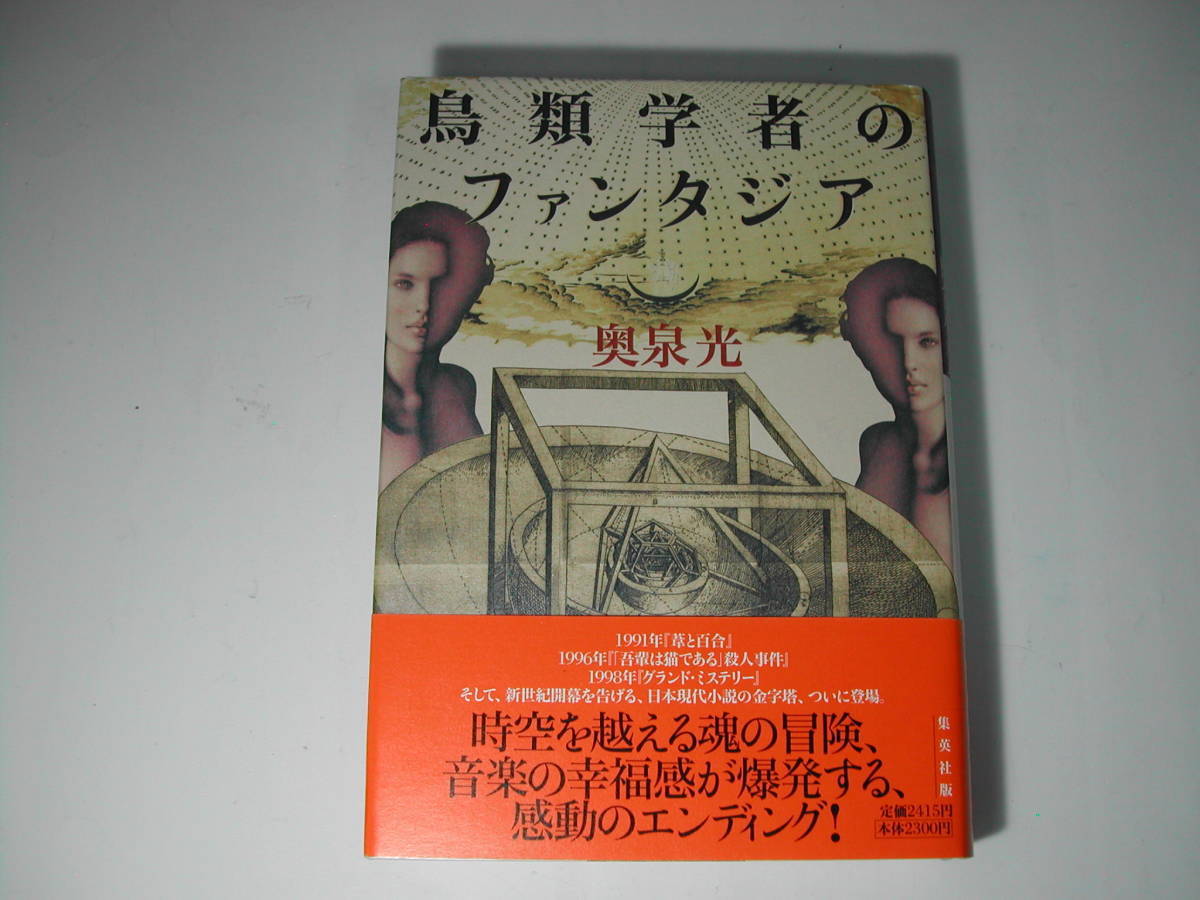 鳥類学者の
ファンタジア
奥泉光
1991年『葦と百合』
1996年『「吾輩は猫である」殺人事件』
1998年『グランド・ミステリー』
そして、新世紀開幕を告げる、日本現代小説の金字塔、ついに登場。
時空を越える魂の冒険、
音楽の幸福感が爆発する、
感動のエンディング!
集英社版
定価2415円
本体2300円